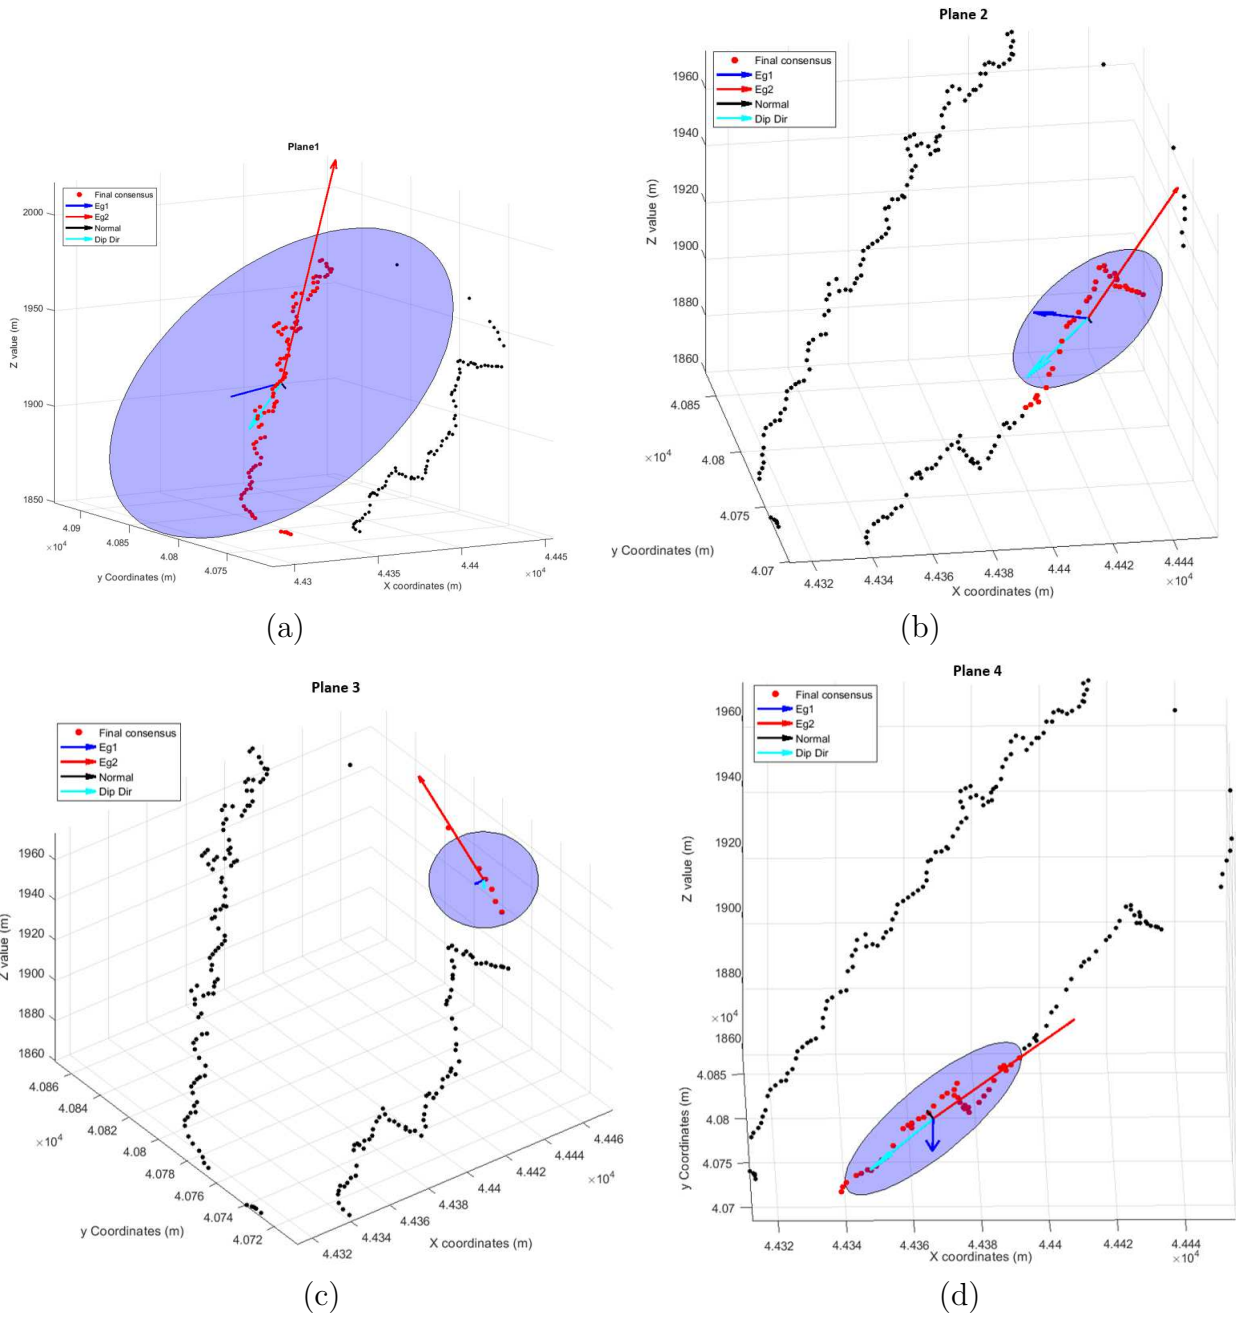 Plane1
Final consensus
Eg1
Eg2
Normal
Dip Dir
Z value (m)
2000
1950
1900
1850
4.09
4.085
4.08
4.075
×10⁴
y Coordinates (m)
4.43
4.435
4.44
4.445
×10⁴
X coordinates (m)
(a)
Plane 2
Final consensus
Eg1
Eg2
Normal
Dip Dir
Z value (m)
1960
1940
1920
1900
1880
1860
4.085
4.08
4.075
4.07
×10⁴
y Coordinates (m)
4.432
4.434
4.436
4.438
4.44
4.442
4.444
×10⁴
X coordinates (m)
(b)
Plane 3
Final consensus
Eg1
Eg2
Normal
Dip Dir
Z value (m)
1960
1940
1920
1900
1880
1860
4.086
4.084
4.082
4.08
4.078
4.076
4.074
4.072
×10⁴
y Coordinates (m)
4.432
4.434
4.436
4.438
4.44
4.442
4.444
4.446
×10⁴
X coordinates (m)
(c)
Plane 4
Final consensus
Eg1
Eg2
Normal
Dip Dir
Z value (m)
1960
1940
1920
1900
1880
1860
×10⁴
4.085
4.08
4.075
4.07
y Coordinates (m)
4.432
4.434
4.436
4.438
4.44
4.442
4.444
×10⁴
X coordinates (m)
(d)